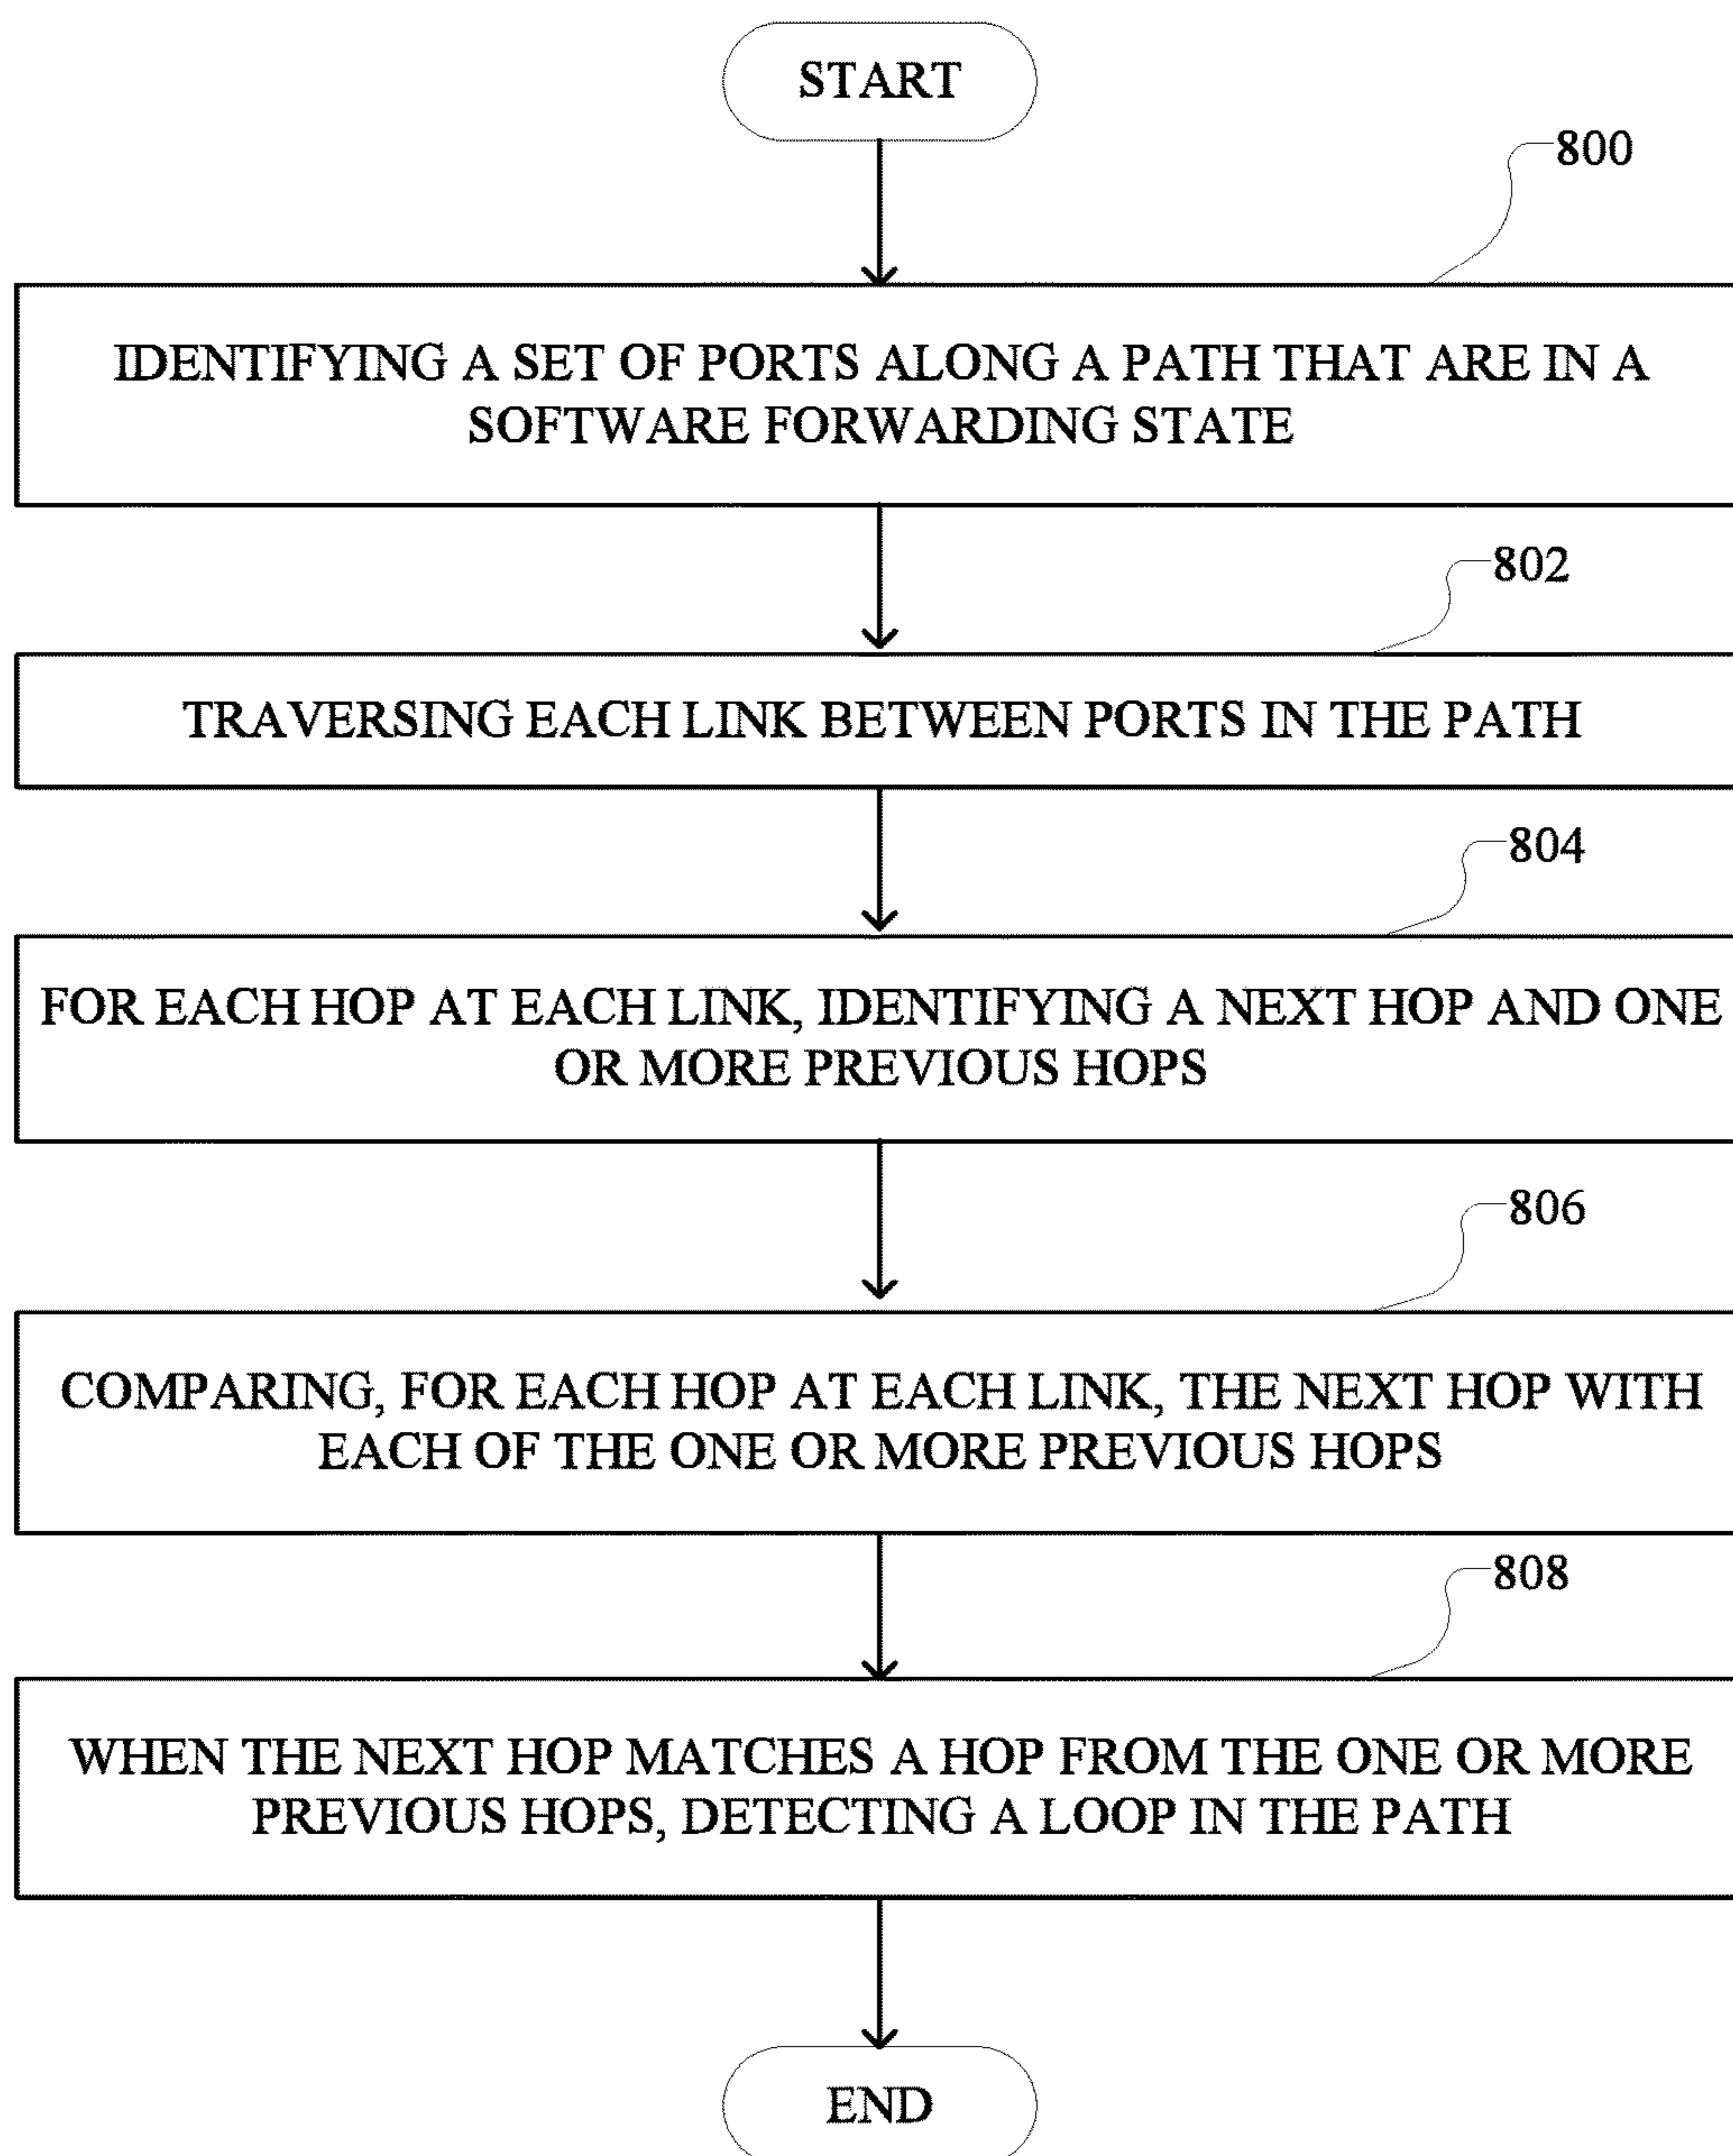 START
800
IDENTIFYING A SET OF PORTS ALONG A PATH THAT ARE IN A
SOFTWARE FORWARDING STATE
802
TRAVERSING EACH LINK BETWEEN PORTS IN THE PATH
804
FOR EACH HOP AT EACH LINK, IDENTIFYING A NEXT HOP AND ONE
OR MORE PREVIOUS HOPS
806
COMPARING, FOR EACH HOP AT EACH LINK, THE NEXT HOP WITH
EACH OF THE ONE OR MORE PREVIOUS HOPS
808
WHEN THE NEXT HOP MATCHES A HOP FROM THE ONE OR MORE
PREVIOUS HOPS, DETECTING A LOOP IN THE PATH
END